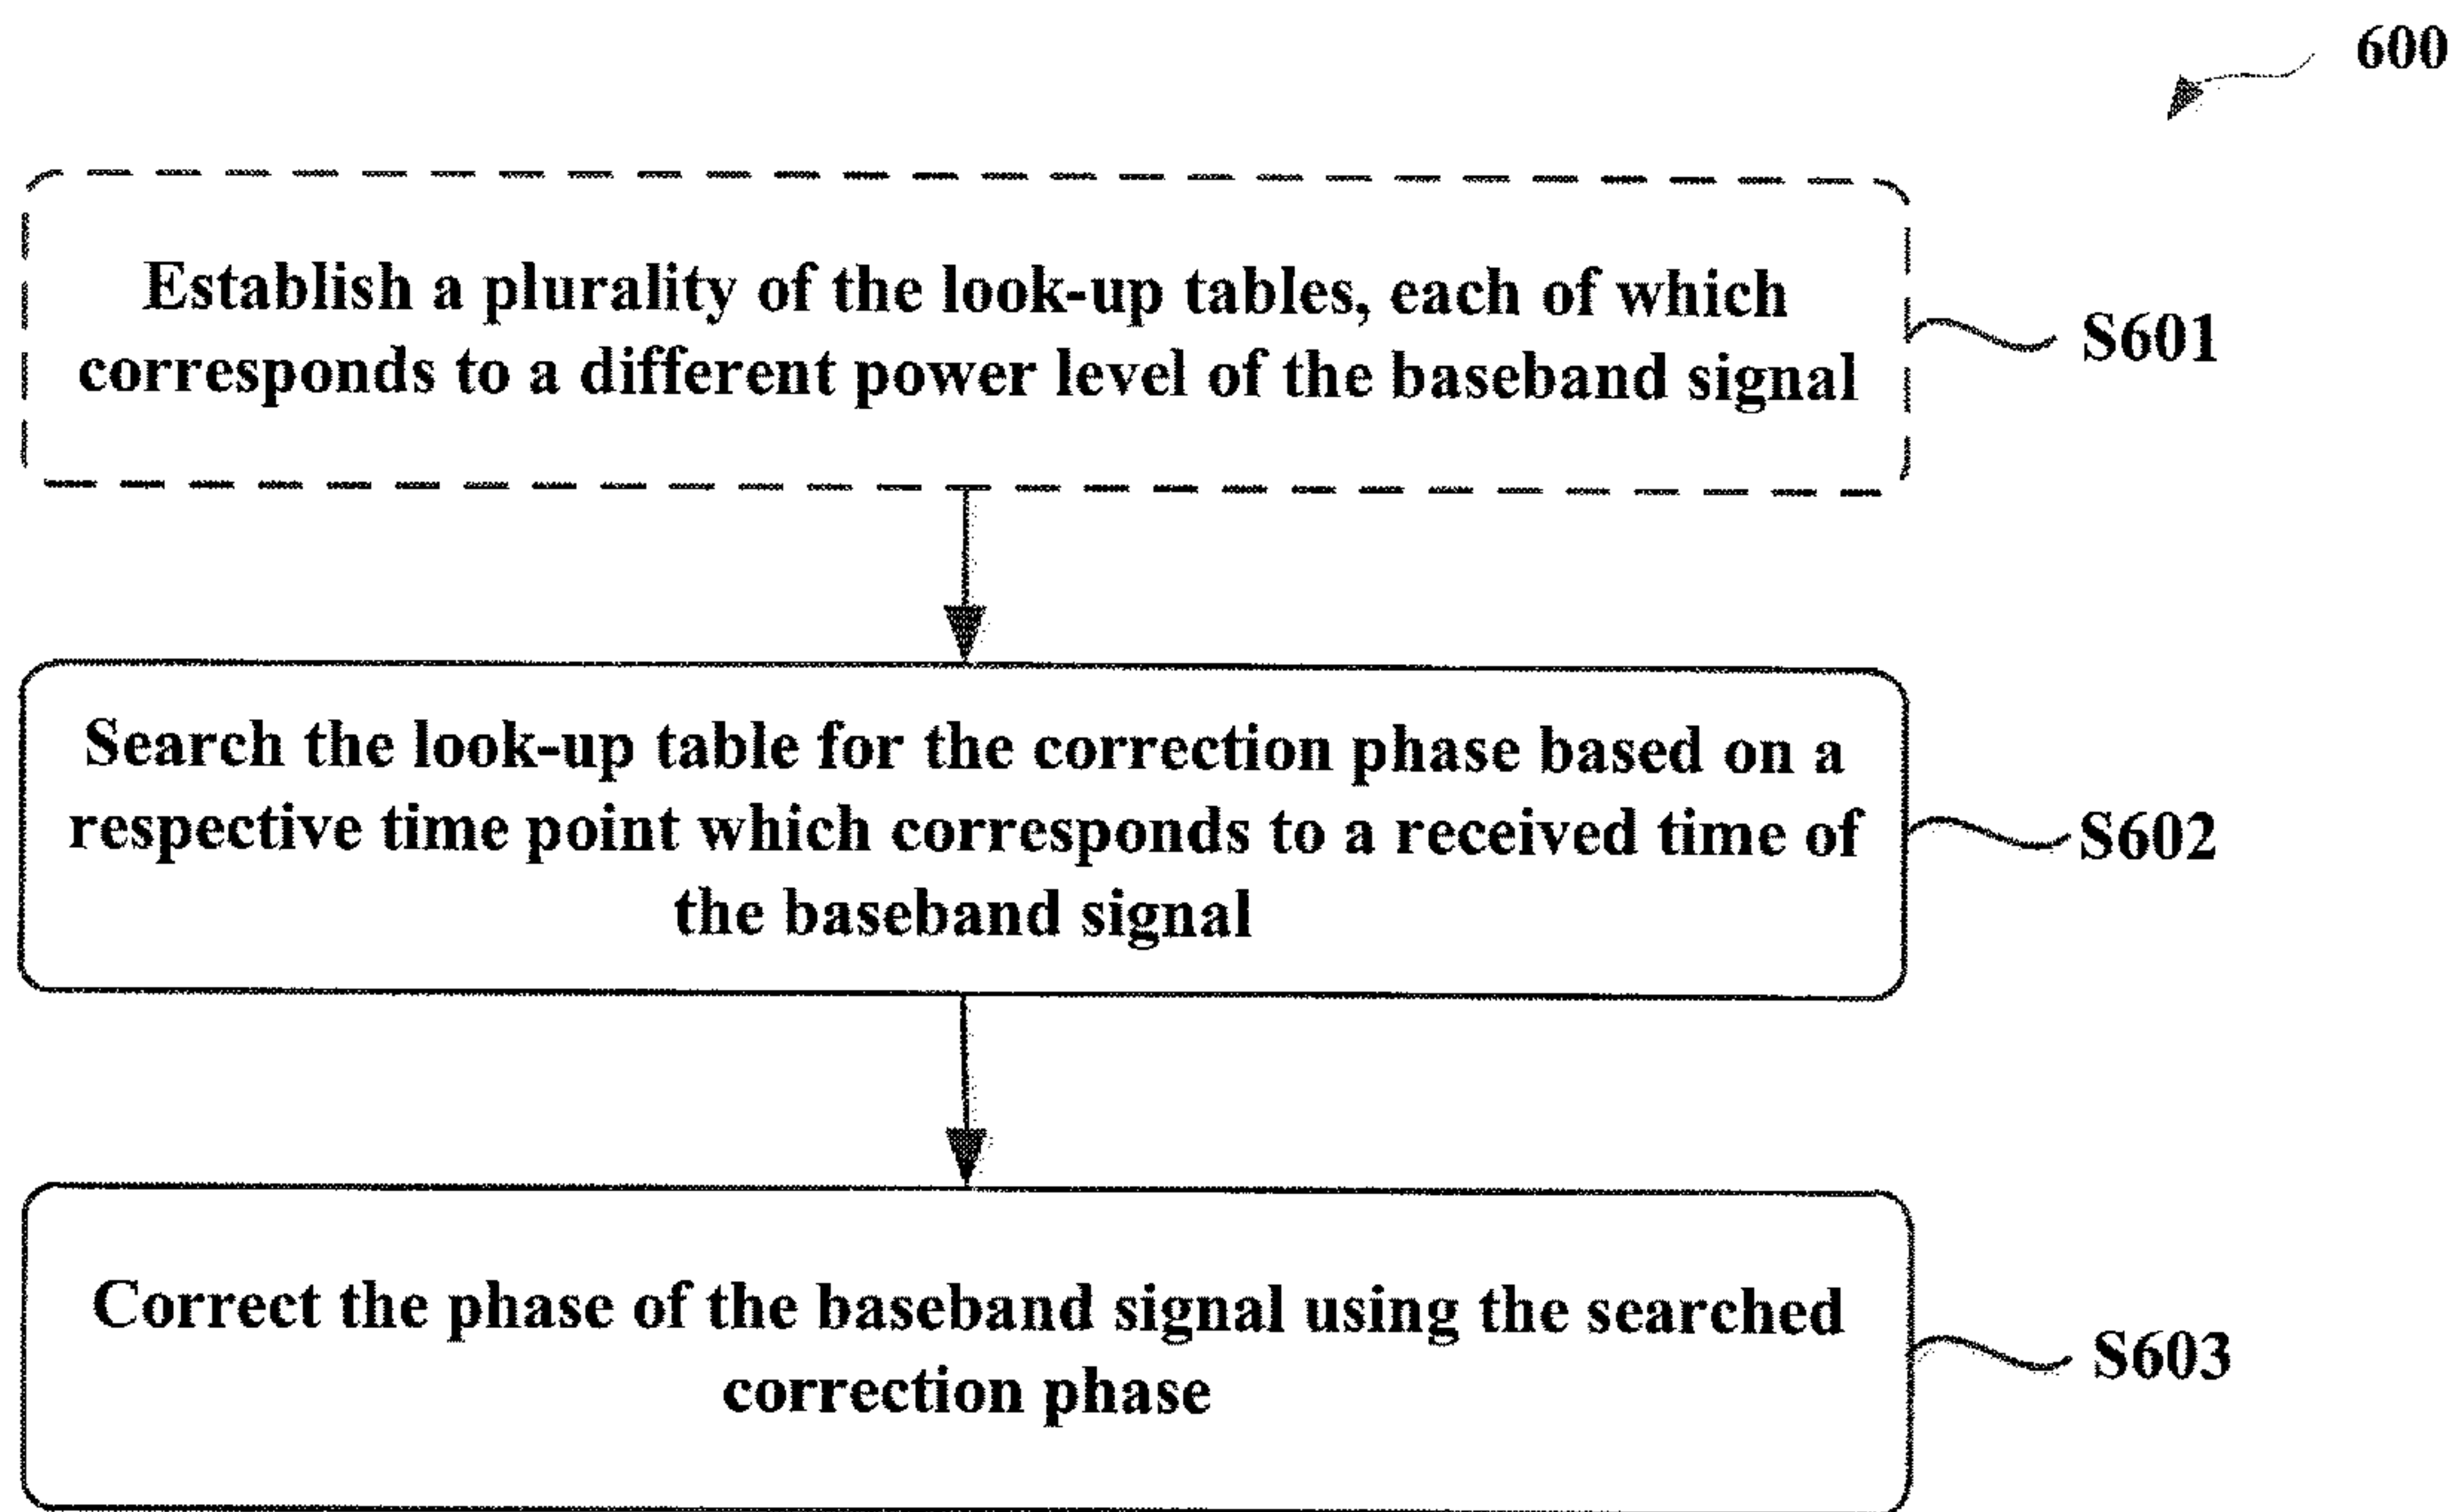 600
Establish a plurality of the look-up tables, each of which
corresponds to a different power level of the baseband signal
S601
Search the look-up table for the correction phase based on a
respective time point which corresponds to a received time of
the baseband signal
S602
Correct the phase of the baseband signal using the searched
correction phase
S603